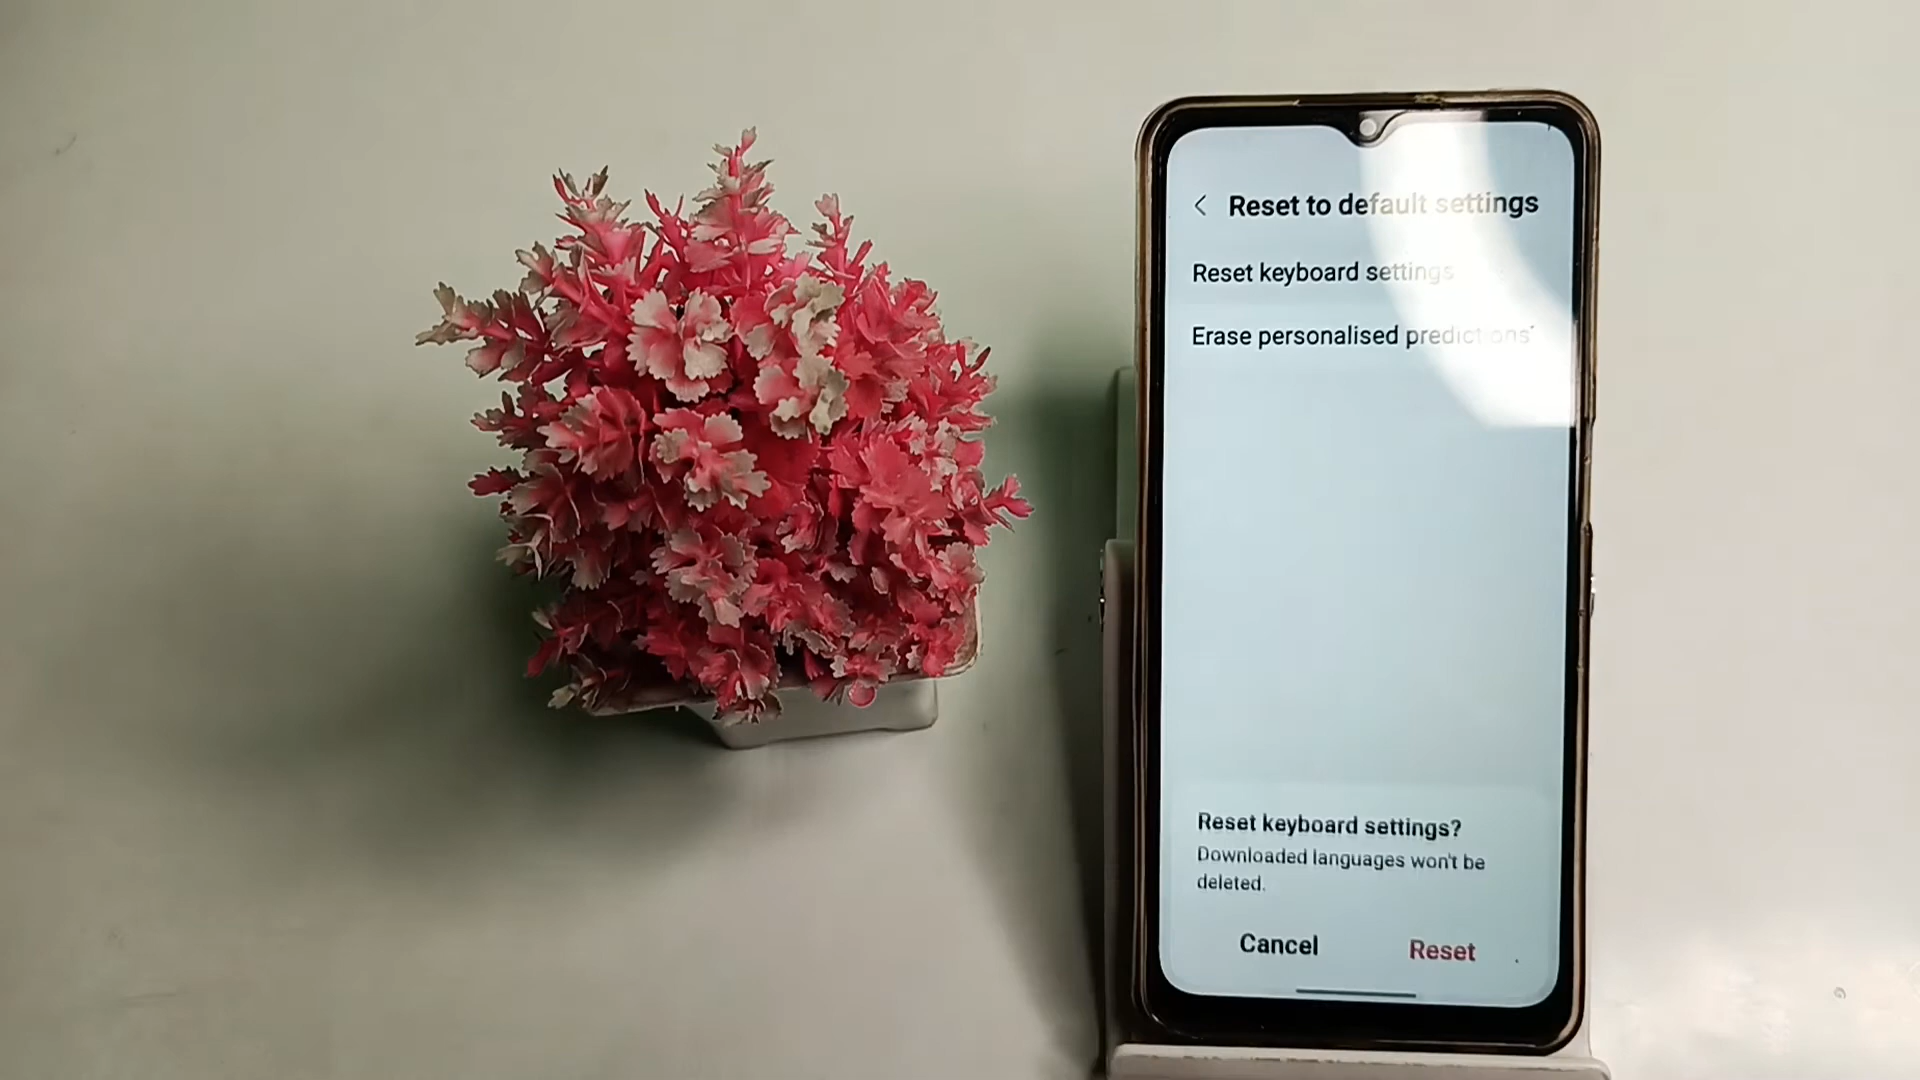 Reset to default settings
Reset keyboard settings
Erase personalised predictions
Reset keyboard settings?
Downloaded languages won't be
deleted.
Cancel
Reset